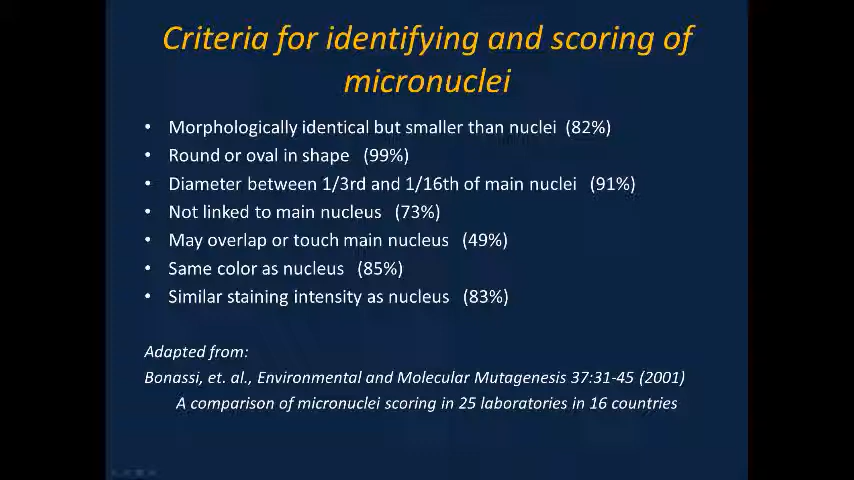 Criteria for identifying and scoring of
micronuclei
• Morphologically identical but smaller than nuclei (82%)
• Round or oval in shape (99%)
• Diameter between 1/3rd and 1/16th of main nuclei (91%)
• Not linked to main nucleus (73%)
• May overlap or touch main nucleus (49%)
• Same color as nucleus (85%)
• Similar staining intensity as nucleus (83%)
Adapted from:
Bonassi, et. al., Environmental and Molecular Mutagenesis 37:31-45 (2001)
A comparison of micronuclei scoring in 25 laboratories in 16 countries